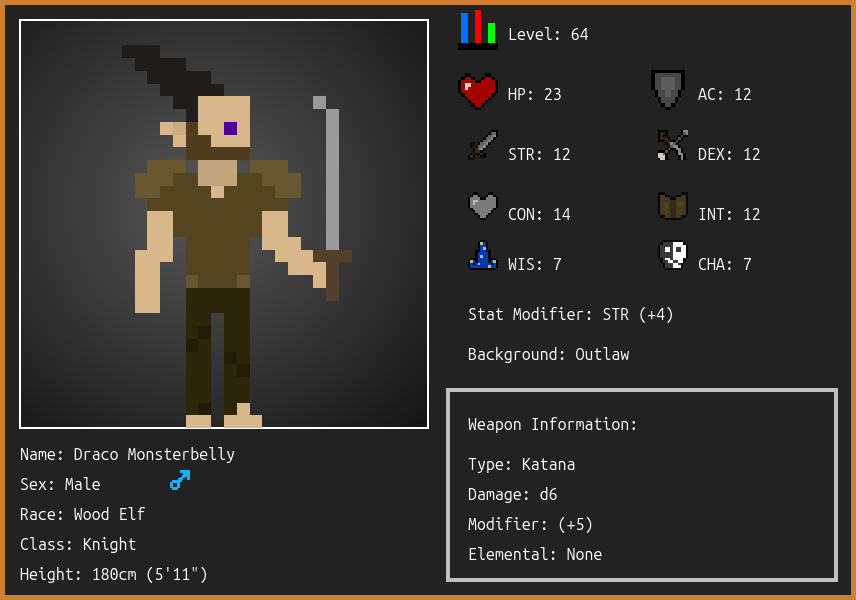 Level: 64
HP: 23
AC: 12
STR: 12
DEX: 12
CON: 14
INT: 12
WIS: 7
CHA: 7
Stat Modifier: STR (+4)
Background: Outlaw
Weapon Information:
Type: Katana
Damage: d6
Modifier: (+5)
Elemental: None
Name: Draco Monsterbelly
Sex: Male
Race: Wood Elf
Class: Knight
Height: 180cm (5'11")